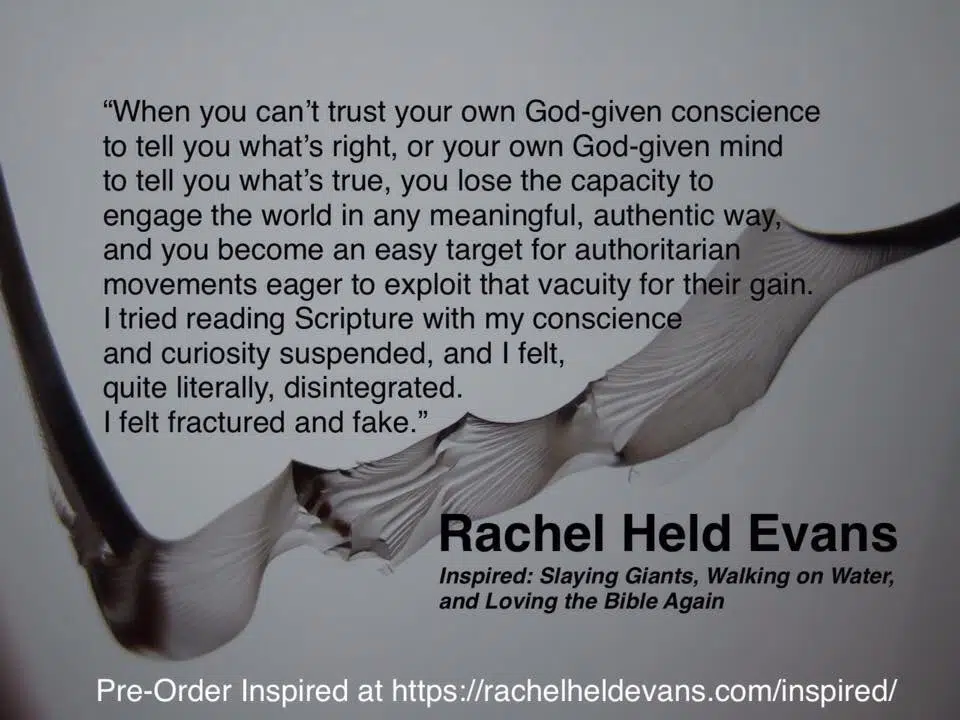 “When you can’t trust your own God-given conscience
to tell you what’s right, or your own God-given mind
to tell you what’s true, you lose the capacity to
engage the world in any meaningful, authentic way,
and you become an easy target for authoritarian
movements eager to exploit that vacuity for their gain.
I tried reading Scripture with my conscience
and curiosity suspended, and I felt,
quite literally, disintegrated.
I felt fractured and fake.”
Rachel Held Evans
Inspired: Slaying Giants, Walking on Water,
and Loving the Bible Again
Pre-Order Inspired at https://rachelheldevans.com/inspired/